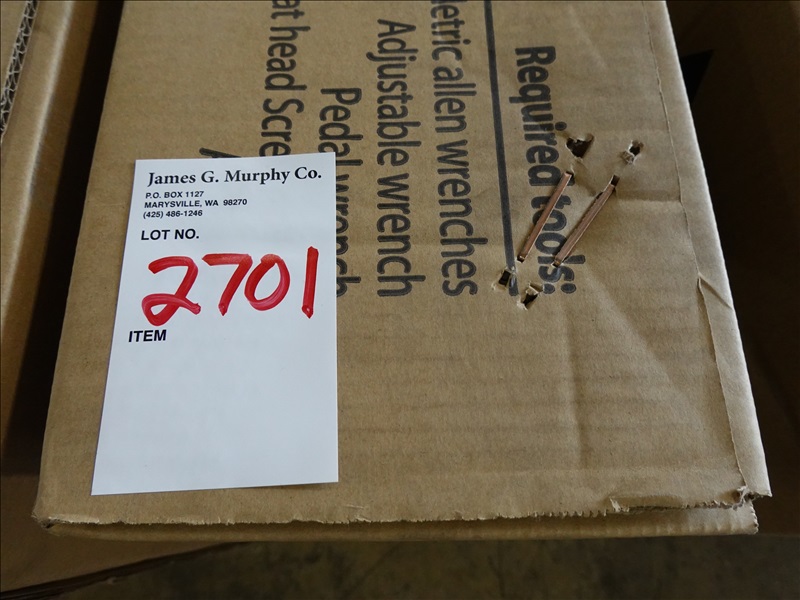 James G. Murphy Co.
P.O. BOX 1127
MARYSVILLE, WA 98270
(425) 486-1246
LOT NO.
2701
ITEM
Required tools:
etric allen wrenches
Adjustable wrench
Pedal wrench
at head Scre